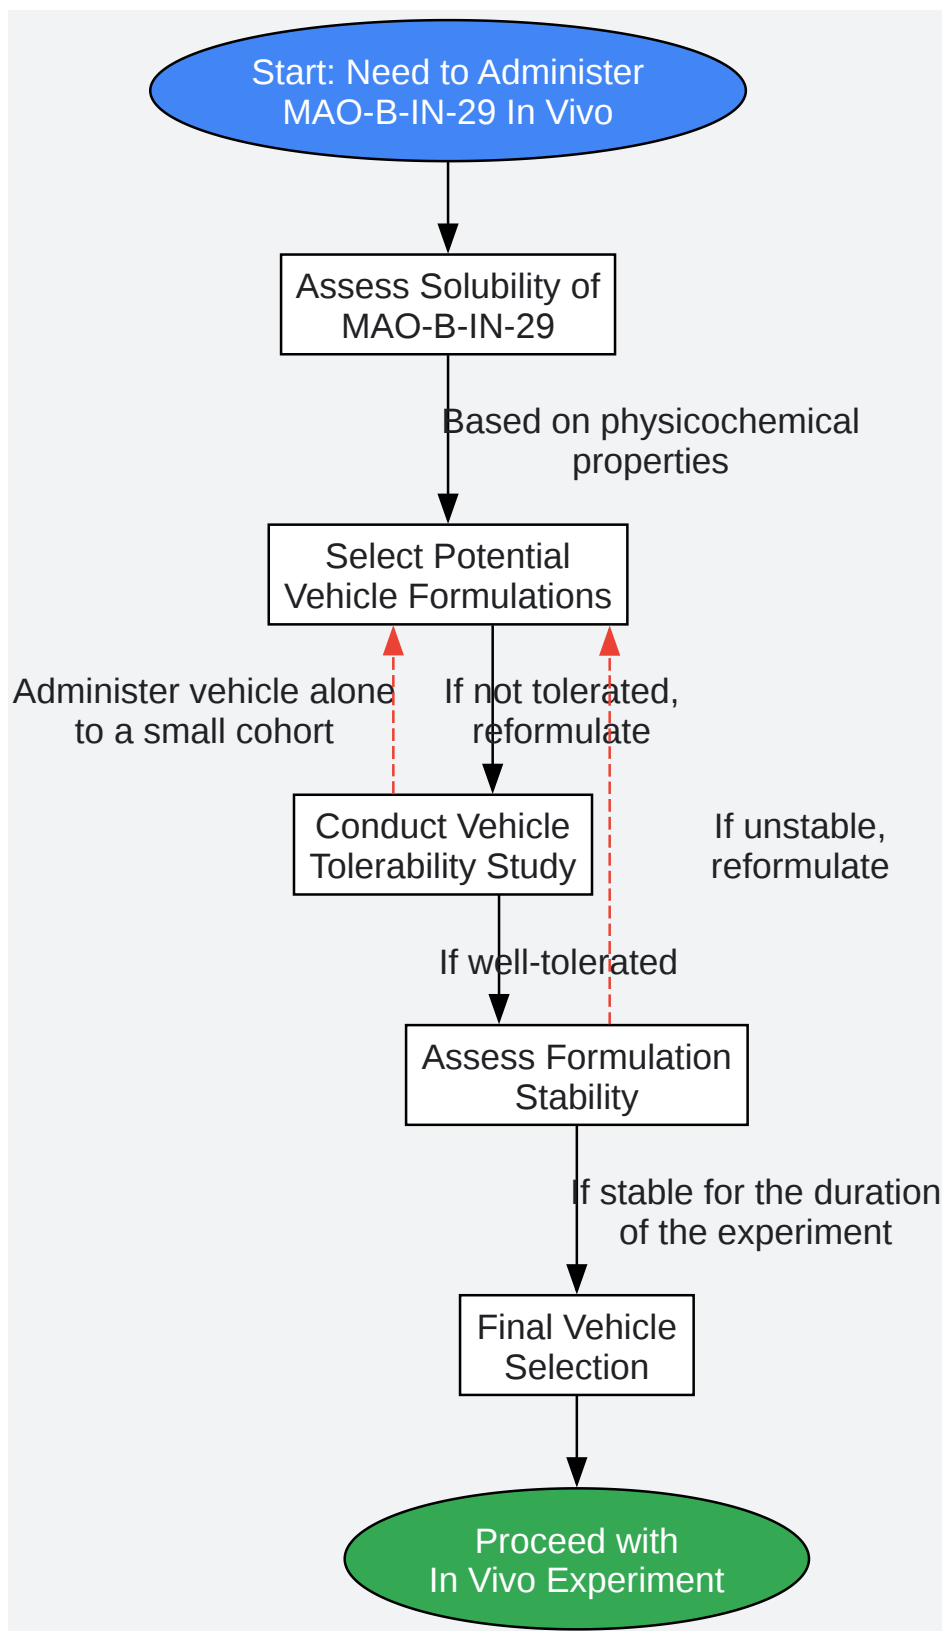 Start: Need to Administer
MAO-B-IN-29 In Vivo
Assess Solubility of
MAO-B-IN-29
Based on physicochemical
properties
Select Potential
Vehicle Formulations
Administer vehicle alone
to a small cohort
If not tolerated,
reformulate
Conduct Vehicle
Tolerability Study
If unstable,
reformulate
If well-tolerated
Assess Formulation
Stability
If stable for the duration
of the experiment
Final Vehicle
Selection
Proceed with
In Vivo Experiment